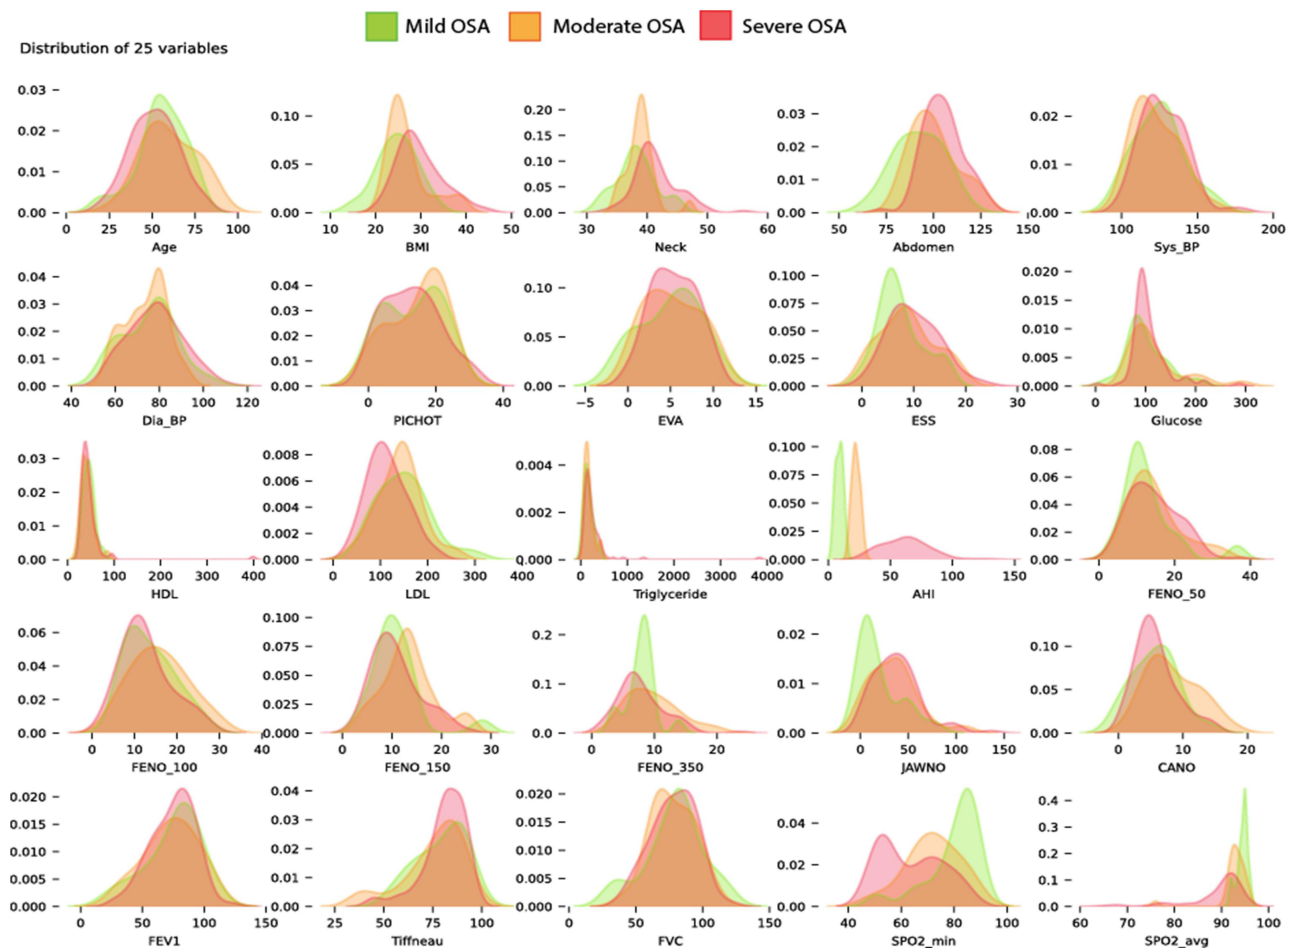 Mild OSA Moderate OSA Severe OSA
Distribution of 25 variables
0.03
0.02
0.01
0.00
0 25 50 75 100
Age
0.10
0.05
0.00
10 20 30 40 50
BMI
0.20
0.15
0.10
0.05
0.00
30 40 50 60
Neck
0.03
0.02
0.01
0.00
50 75 100 125 150
Abdomen
0.02
0.01
0.00
100 150 200
Sys_BP
0.04
0.03
0.02
0.01
0.00
40 60 80 100 120
Dia_BP
0.04
0.03
0.02
0.01
0.00
0 20 40
PICHOT
0.10
0.05
0.00
−5 0 5 10 15
EVA
0.100
0.075
0.050
0.025
0.000
0 10 20 30
ESS
0.020
0.015
0.010
0.005
0.000
0 100 200 300
Glucose
0.03
0.02
0.01
0.00
0 100 200 300 400
HDL
0.008
0.006
0.004
0.002
0.000
0 100 200 300 400
LDL
0.004
0.002
0.000
0 1000 2000 3000 4000
Triglyceride
0.100
0.075
0.050
0.025
0.000
0 50 100 150
AHI
0.08
0.06
0.04
0.02
0.00
0 20 40
FENO_50
0.06
0.04
0.02
0.00
0 10 20 30 40
FENO_100
0.100
0.075
0.050
0.025
0.000
0 10 20 30
FENO_150
0.2
0.1
0.0
0 10 20
FENO_350
0.02
0.01
0.00
0 50 100 150
JAWNO
0.10
0.05
0.00
0 10 20
CANO
0.020
0.015
0.010
0.005
0.000
0 50 100 150
FEV1
0.04
0.03
0.02
0.01
0.00
25 50 75 100
Tiffneau
0.020
0.015
0.010
0.005
0.000
0 50 100 150
FVC
0.04
0.02
0.00
40 60 80 100
SPO2_min
0.4
0.3
0.2
0.1
0.0
60 70 80 90 100
SPO2_avg